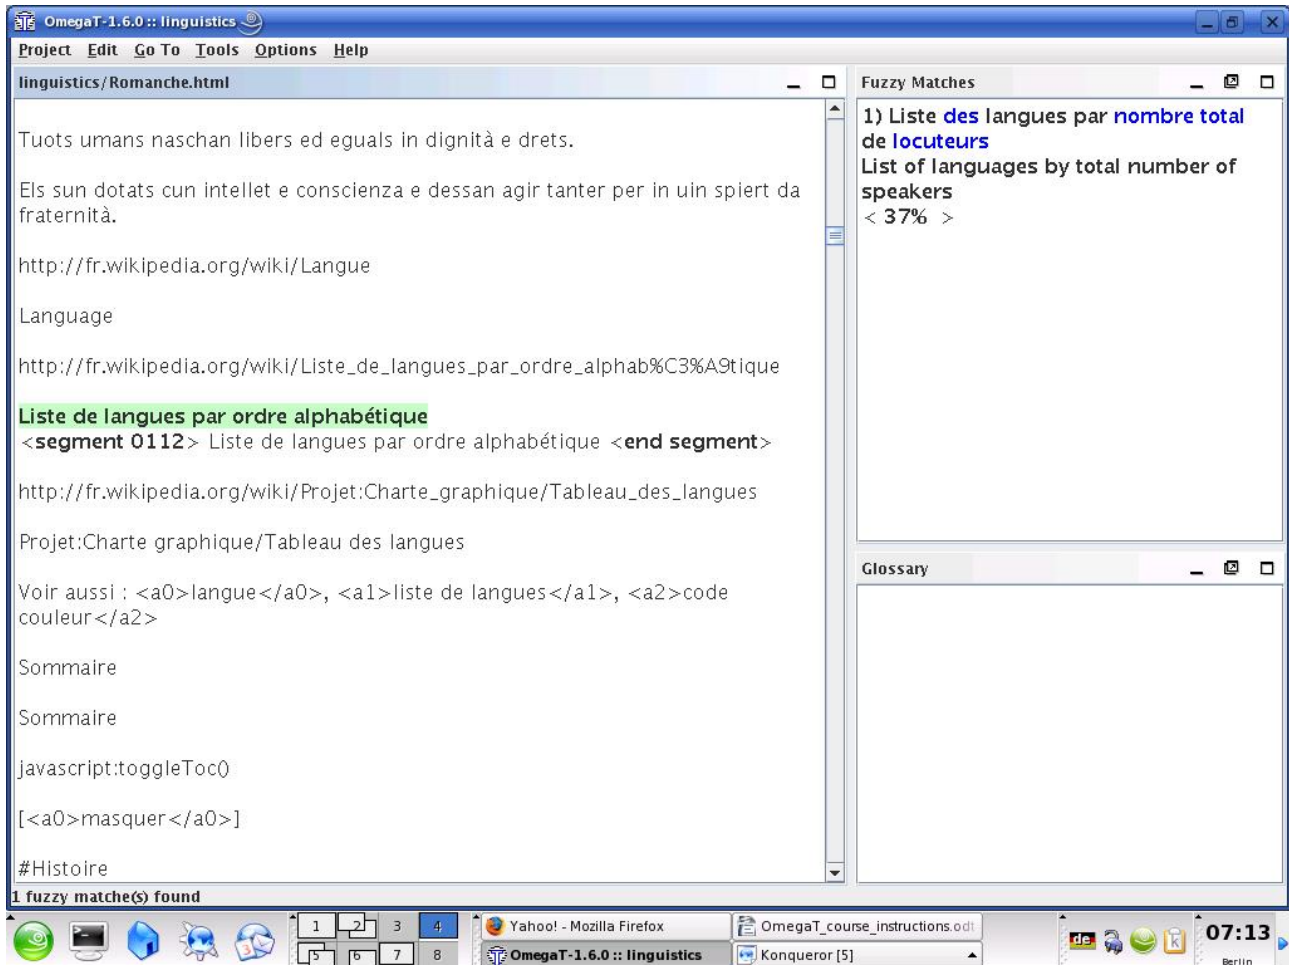 OmegaT-1.6.0 :: linguistics
Project Edit Go To Tools Options Help
linguistics/Romanche.html
Tuots umans naschan libers ed eguals in dignità e drets.
Els sun dotats cun intellet e conscienza e dessan agir tanter per in uin spiert da
fraternità.
http://fr.wikipedia.org/wiki/Langue
Language
http://fr.wikipedia.org/wiki/Liste_de_langues_par_ordre_alphab%C3%A9tique
Liste de langues par ordre alphabétique
<segment 0112> Liste de langues par ordre alphabétique <end segment>
http://fr.wikipedia.org/wiki/Projet:Charte_graphique/Tableau_des_langues
Projet:Charte graphique/Tableau des langues
Voir aussi : <a0>langue</a0>, <a1>liste de langues</a1>, <a2>code
couleur</a2>
Sommaire
Sommaire
javascript:toggleToc()
[<a0>masquer</a0>]
#Histoire
Fuzzy Matches
1) Liste des langues par nombre total
de locuteurs
List of languages by total number of
speakers
< 37% >
Glossary
1 fuzzy matche(s) found
1 2 3 4
5 6 7 8
Yahoo! - Mozilla Firefox
OmegaT-1.6.0 :: linguistics
OmegaT_course_instructions.odt
Konqueror [5]
de
07:13
Berlin